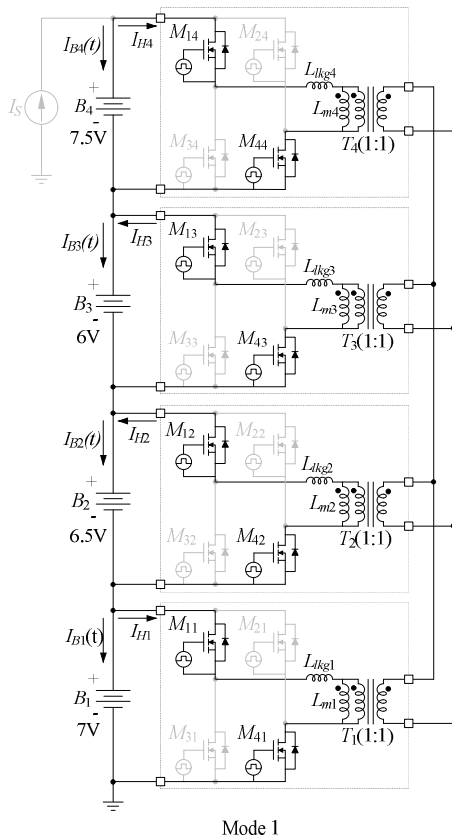 M14 M24
IB4(t) IH4
Llkg4
IS
+
B4
Lm4
-
7.5V
M34 M44
T4(1:1)
IB3(t) IH3
M13 M23
Llkg3
+
B3
Lm3
-
6V
M33 M43
T3(1:1)
IB2(t) IH2
M12 M22
Llkg2
+
B2
Lm2
-
6.5V
M32 M42
T2(1:1)
IB1(t) IH1
M11 M21
Llkg1
+
B1
Lm1
-
7V
M31 M41
T1(1:1)
Mode 1